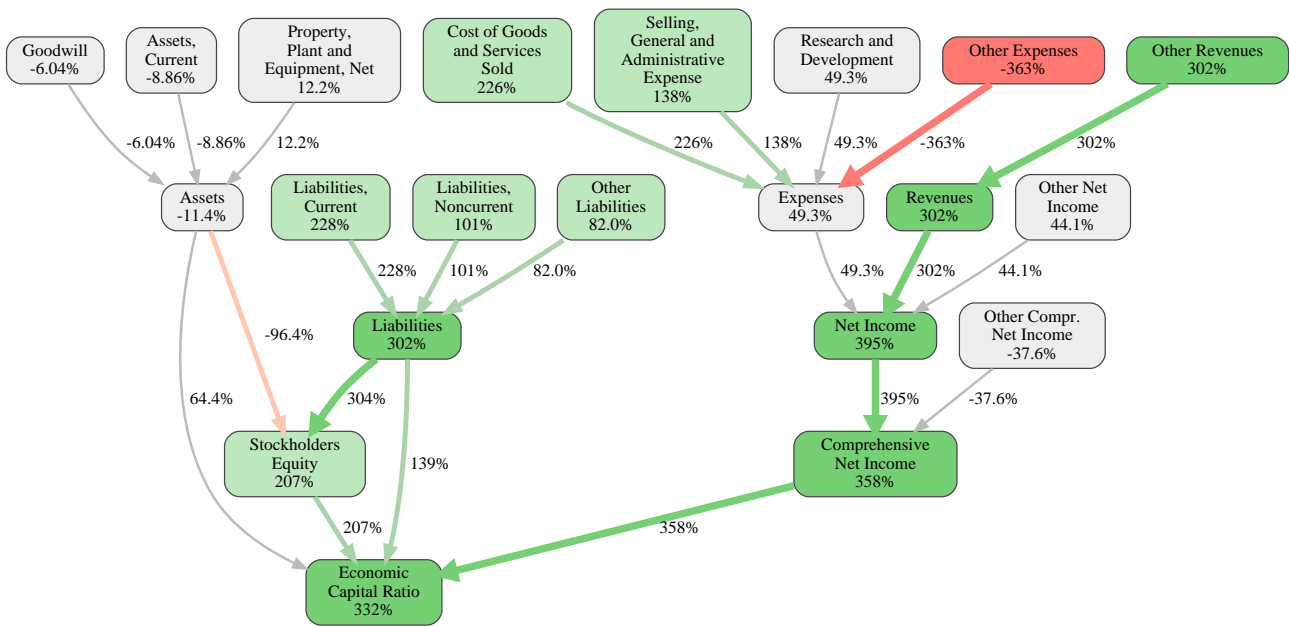 Goodwill
-6.04%
Assets,
Current
-8.86%
Property,
Plant and
Equipment, Net
12.2%
Cost of Goods
and Services
Sold
226%
Selling,
General and
Administrative
Expense
138%
Research and
Development
49.3%
Other Expenses
-363%
Other Revenues
302%
-6.04%
-8.86%
12.2%
226%
138%
49.3%
-363%
302%
Assets
-11.4%
Liabilities,
Current
228%
Liabilities,
Noncurrent
101%
Other
Liabilities
82.0%
Expenses
49.3%
Revenues
302%
Other Net
Income
44.1%
228%
101%
82.0%
49.3%
302%
44.1%
-96.4%
Liabilities
302%
Net Income
395%
Other Compr.
Net Income
-37.6%
64.4%
304%
395%
-37.6%
Stockholders
Equity
207%
139%
Comprehensive
Net Income
358%
207%
358%
Economic
Capital Ratio
332%